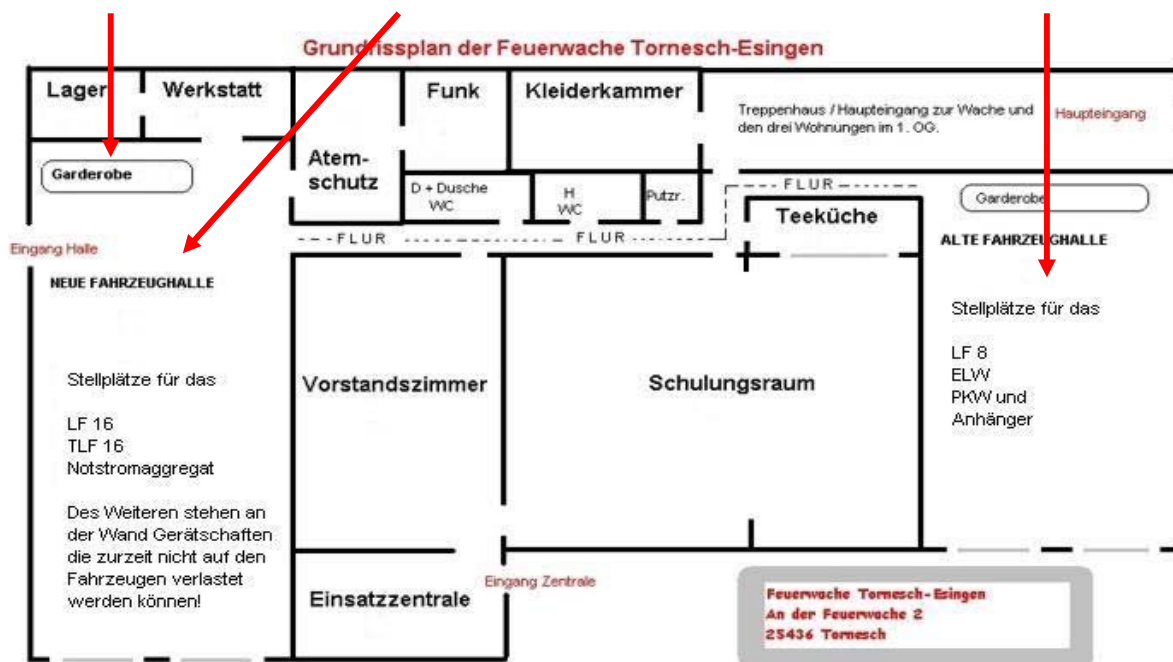 Grundrissplan der Feuerwache Tornesch-Esingen
Lager
Werkstatt
Funk
Kleiderkammer
Treppenhaus / Haupteingang zur Wache und
den drei Wohnungen im 1. OG.
Haupteingang
Garderobe
Atem-
schutz
D + Dusche
WC
H
WC
Putzr.
FLUR
Teeküche
Garderobe
Eingang Halle
FLUR
FLUR
ALTE FAHRZEUGHALLE
NEUE FAHRZEUGHALLE
Stellplätze für das
LF 8
ELW
PKW und
Anhänger
Stellplätze für das
LF 16
TLF 16
Notstromaggregat
Des Weiteren stehen an
der Wand Gerätschaften
die zurzeit nicht auf den
Fahrzeugen verlastet
werden können!
Vorstandszimmer
Schulungsraum
Einsatzzentrale
Eingang Zentrale
Feuerwache Tornesch-Esingen
An der Feuerwache 2
25436 Tornesch